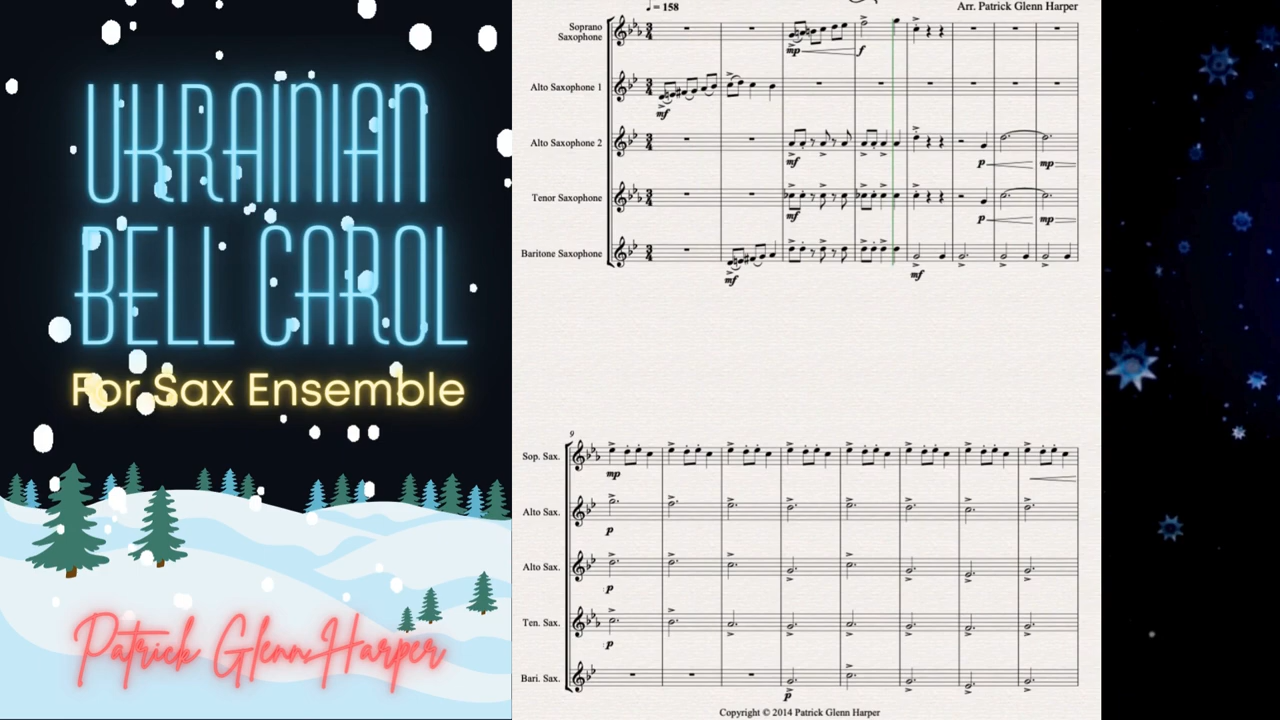 UKRAINIAN
BELL CAROL
For Sax Ensemble
Patrick Glenn Harper
♩ = 158
Arr. Patrick Glenn Harper
Soprano
Saxophone
mp
f
Alto Saxophone 1
mf
Alto Saxophone 2
mf
p
mp
Tenor Saxophone
mf
p
mp
Baritone Saxophone
mf
mf
9
Sop. Sax.
mp
Alto Sax.
p
Alto Sax.
p
Ten. Sax.
p
Bari. Sax.
p
Copyright © 2014 Patrick Glenn Harper